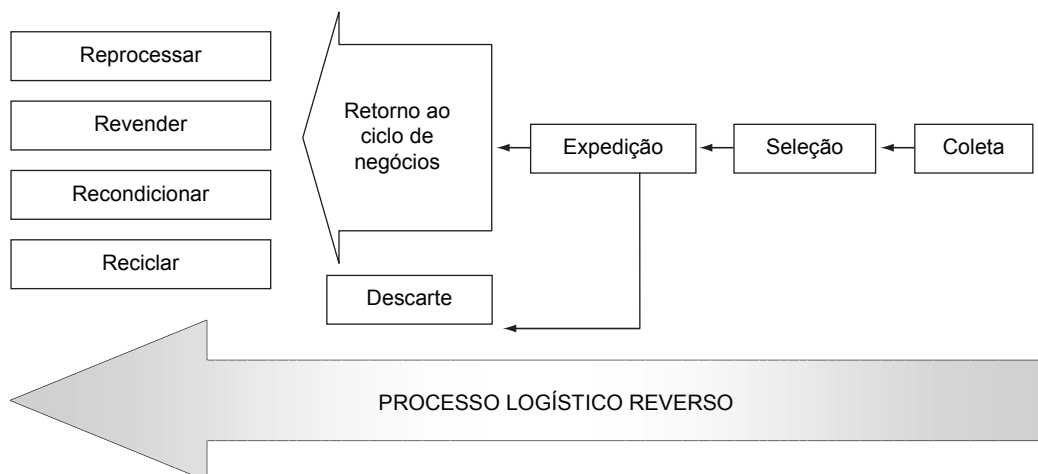 Reprocessar
Revender
Recondicionar
Reciclar
Retorno ao
ciclo de
negócios
Expedição
Seleção
Coleta
Descarte
PROCESSO LOGÍSTICO REVERSO